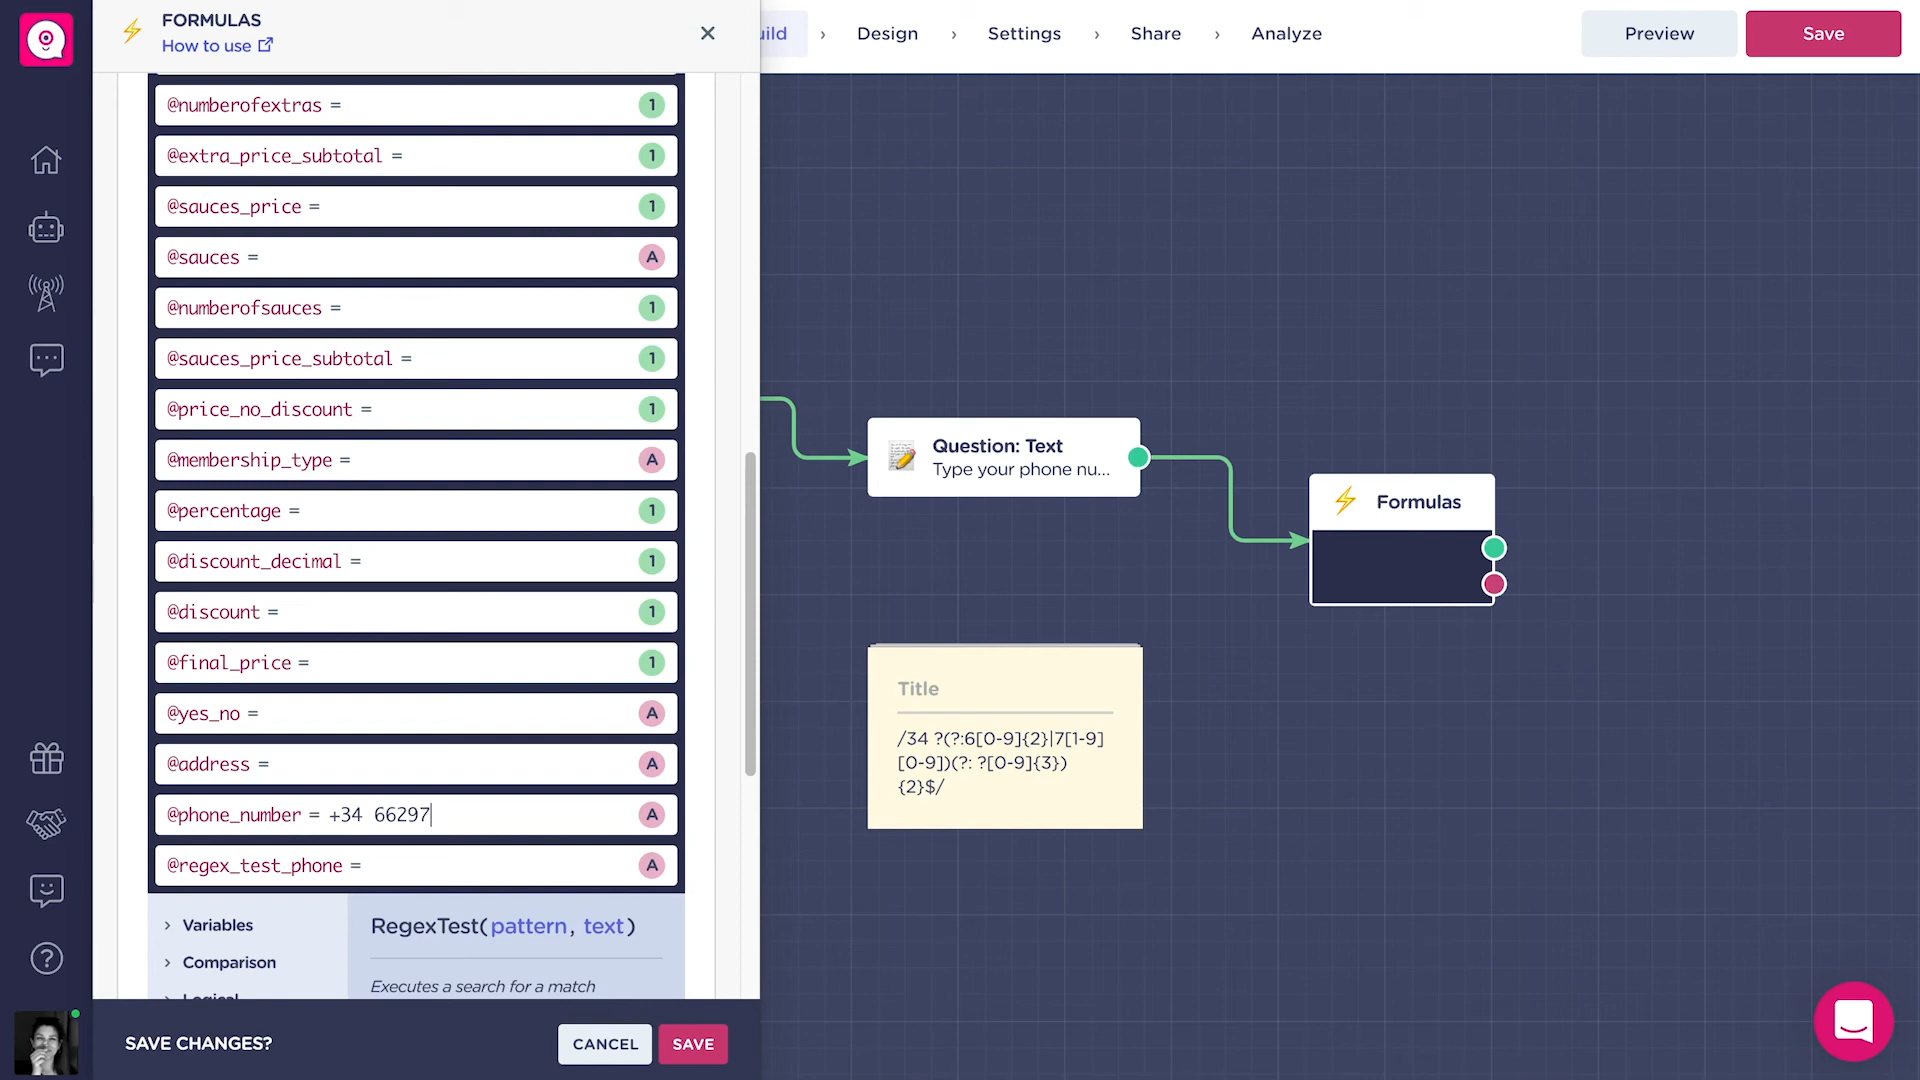 FORMULAS
How to use
uild
Design
Settings
Share
Analyze
Preview
Save
@numberofextras =
1
@extra_price_subtotal =
1
@sauces_price =
1
@sauces =
A
@numberofsauces =
1
@sauces_price_subtotal =
1
@price_no_discount =
1
@membership_type =
A
@percentage =
1
@discount_decimal =
1
@discount =
1
@final_price =
1
@yes_no =
A
@address =
A
@phone_number = +34 66297
A
@regex_test_phone =
A
Variables
Comparison
Logical
RegexTest(pattern, text)
Executes a search for a match
SAVE CHANGES?
CANCEL
SAVE
Question: Text
Type your phone nu...
Formulas
Title
/34 ?(?:6[0-9]{2}|7[1-9]
[0-9])(?: ?[0-9]{3})
{2}$/